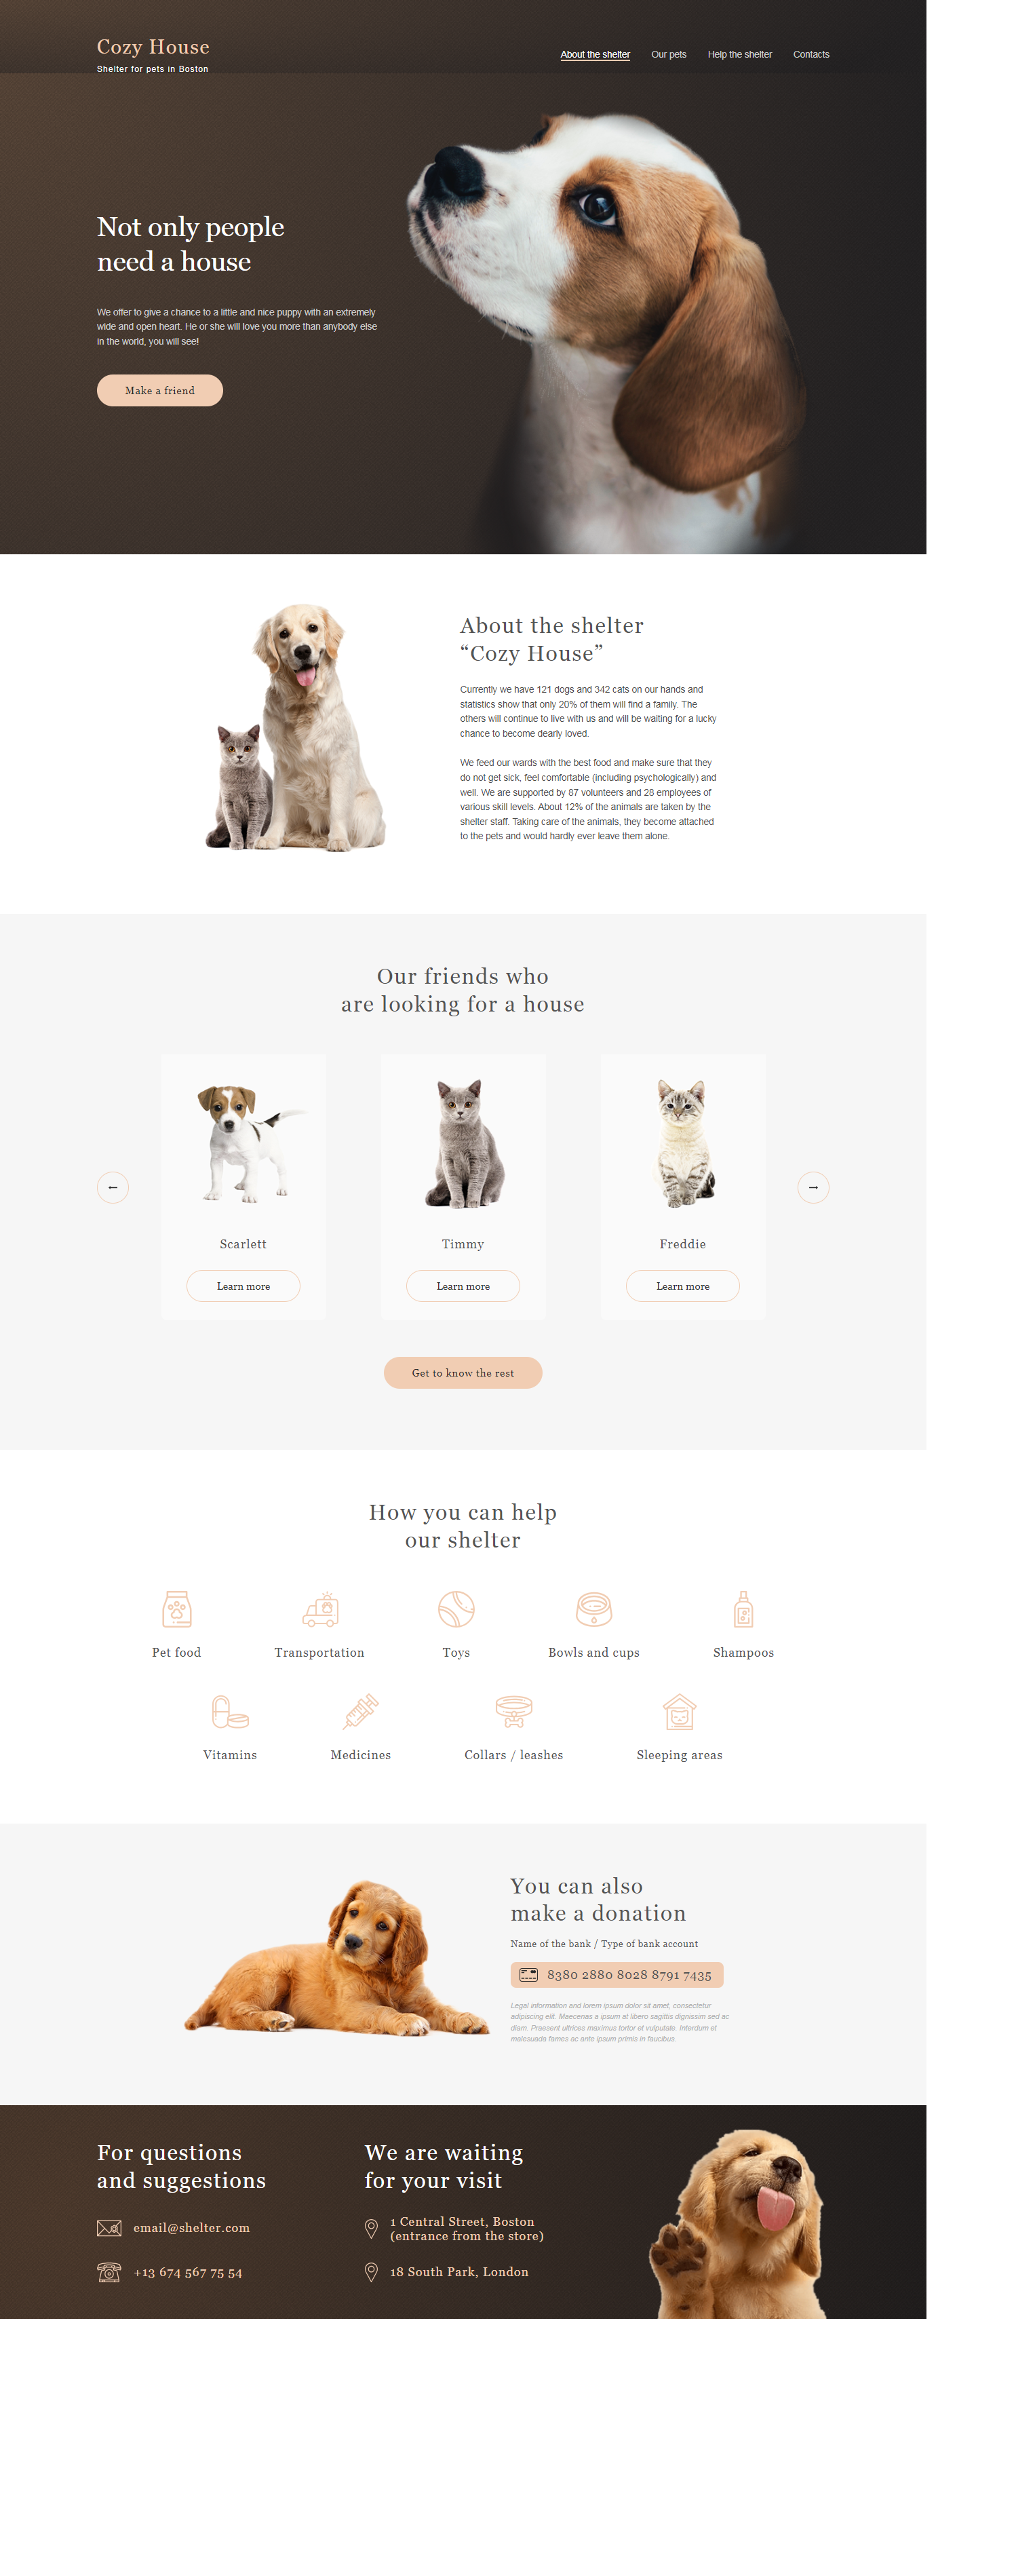 Cozy House
Shelter for pets in Boston
About the shelter
Our pets
Help the shelter
Contacts
Not only people
need a house
We offer to give a chance to a little and nice puppy with an extremely
wide and open heart. He or she will love you more than anybody else
in the world, you will see!
Make a friend
About the shelter
“Cozy House”
Currently we have 121 dogs and 342 cats on our hands and
statistics show that only 20% of them will find a family. The
others will continue to live with us and will be waiting for a lucky
chance to become dearly loved.
We feed our wards with the best food and make sure that they
do not get sick, feel comfortable (including psychologically) and
well. We are supported by 87 volunteers and 28 employees of
various skill levels. About 12% of the animals are taken by the
shelter staff. Taking care of the animals, they become attached
to the pets and would hardly ever leave them alone.
Our friends who
are looking for a house
Scarlett
Timmy
Freddie
Learn more
Learn more
Learn more
Get to know the rest
How you can help
our shelter
Pet food
Transportation
Toys
Bowls and cups
Shampoos
Vitamins
Medicines
Collars / leashes
Sleeping areas
You can also
make a donation
Name of the bank / Type of bank account
8380 2880 8028 8791 7435
Legal information and lorem ipsum dolor sit amet, consectetur
adipiscing elit. Maecenas a ipsum at libero sagittis dignissim sed ac
diam. Praesent ultrices maximus tortor et vulputate. Interdum et
malesuada fames ac ante ipsum primis in faucibus.
For questions
and suggestions
email@shelter.com
+13 674 567 75 54
We are waiting
for your visit
1 Central Street, Boston
(entrance from the store)
18 South Park, London